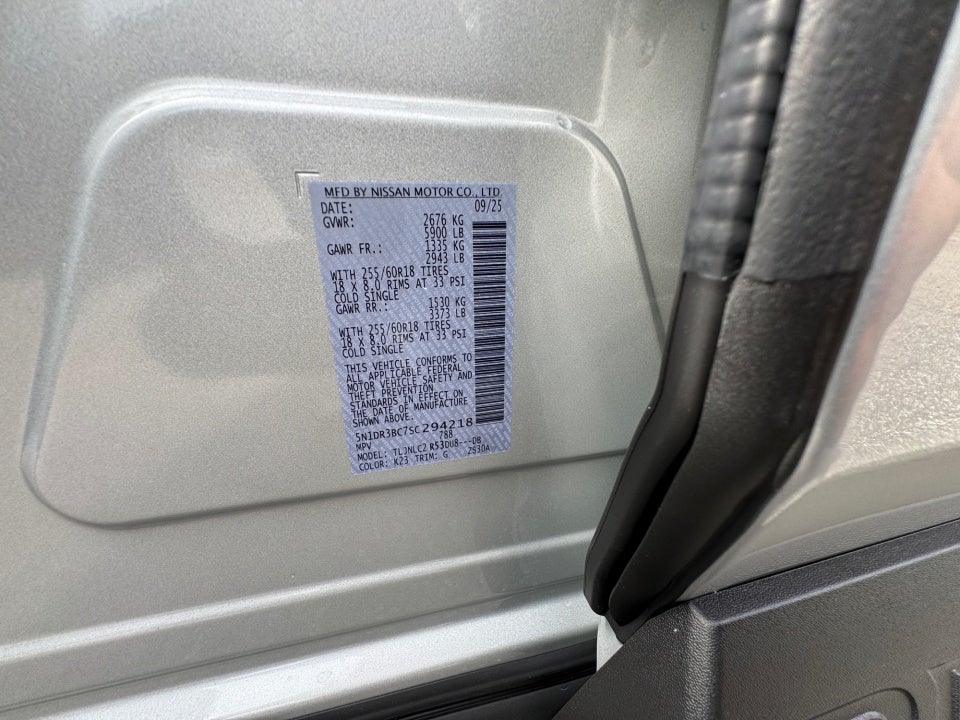 MFD BY NISSAN MOTOR CO., LTD.
DATE: 09/25
GVWR: 2676 KG
5900 LB
GAWR FR.: 1335 KG
2943 LB
WITH 255/60R18 TIRES
18 X 8.0 RIMS AT 33 PSI
COLD SINGLE
GAWR RR.: 1530 KG
3373 LB
WITH 255/60R18 TIRES
18 X 8.0 RIMS AT 33 PSI
COLD SINGLE
THIS VEHICLE CONFORMS TO
ALL APPLICABLE FEDERAL
MOTOR VEHICLE SAFETY AND
THEFT PREVENTION
STANDARDS IN EFFECT ON
THE DATE OF MANUFACTURE
SHOWN ABOVE.
5N1DR3BC7SC294218
MPV 788
MODEL: TL3NLC2 R53DU8---DB
COLOR: K23 TRIM: G 2S30A